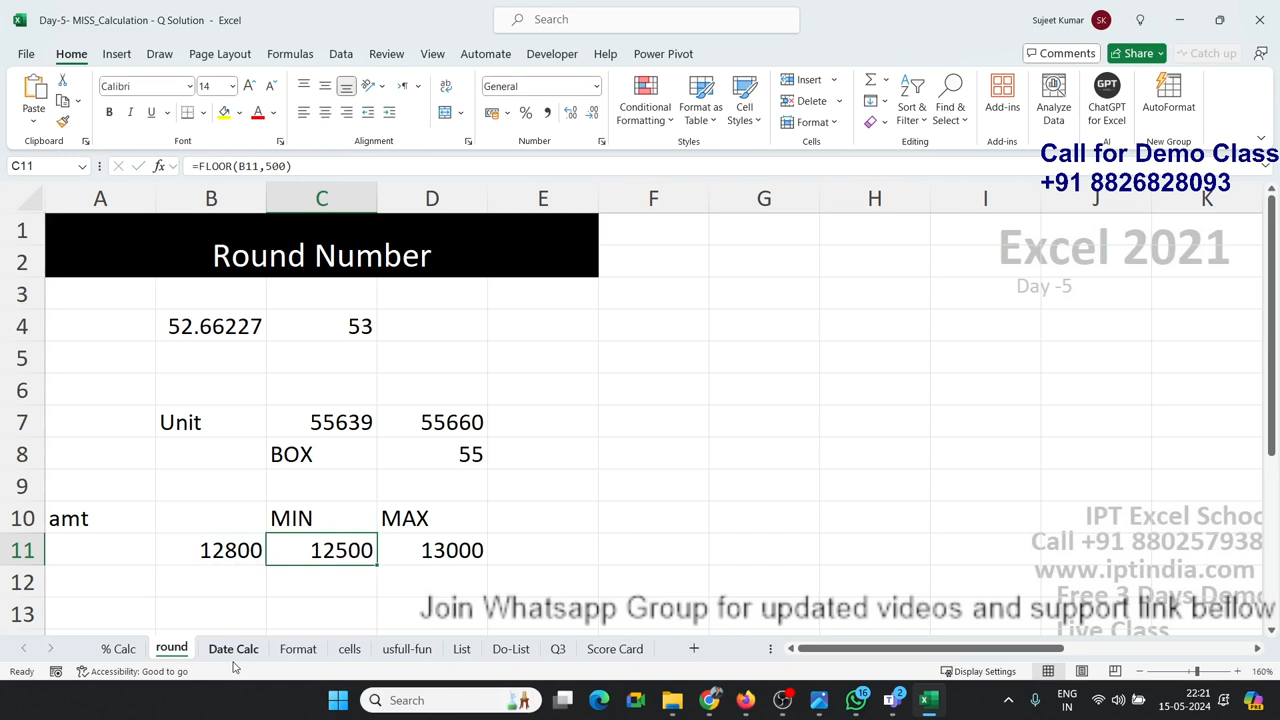 Day-5- MISS_Calculation - Q Solution - Excel
Search
Sujeet Kumar SK
File Home Insert Draw Page Layout Formulas Data Review View Automate Developer Help Power Pivot
Comments Share Catch up
Paste
Calibri 14
General
Conditional Formatting
Format as Table
Cell Styles
Insert
Delete
Format
Sort & Filter
Find & Select
Add-ins
Analyze Data
ChatGPT for Excel
AutoFormat
Clipboard Font Alignment Number Styles Cells Editing Add-ins AI New Group
Call for Demo Class
+91 8826828093
C11 fx =FLOOR(B11,500)
A B C D E F G H I J K
1
2 Round Number
Excel 2021
Day -5
3
4 52.66227 53
5
6
7 Unit 55639 55660
8 BOX 55
9
10 amt MIN MAX
11 12800 12500 13000
12
13
IPT Excel Schoo
Call +91 880257938
www.iptindia.com
Free 3 Days Demo
Live Class
Join Whatsapp Group for updated videos and support link bellow
% Calc round Date Calc Format cells usfull-fun List Do-List Q3 Score Card
Ready Accessibility: Good to go Display Settings 160%
Search
16
2
ENG
IN
22:21
15-05-2024